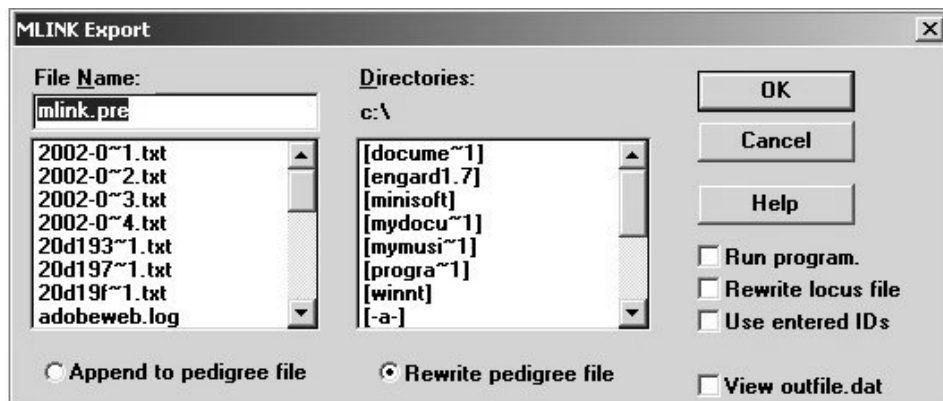 MLINK Export
File Name:
mlink.pre
2002-0~1.txt
2002-0~2.txt
2002-0~3.txt
2002-0~4.txt
20d193~1.txt
20d197~1.txt
20d19f~1.txt
adobeweb.log
Append to pedigree file
Directories:
c:\
[docume~1]
[engard1.7]
[minisoft]
[mydocu~1]
[mymusi~1]
[progra~1]
[winnt]
[-a-]
Rewrite pedigree file
OK
Cancel
Help
Run program.
Rewrite locus file
Use entered IDs
View outfile.dat